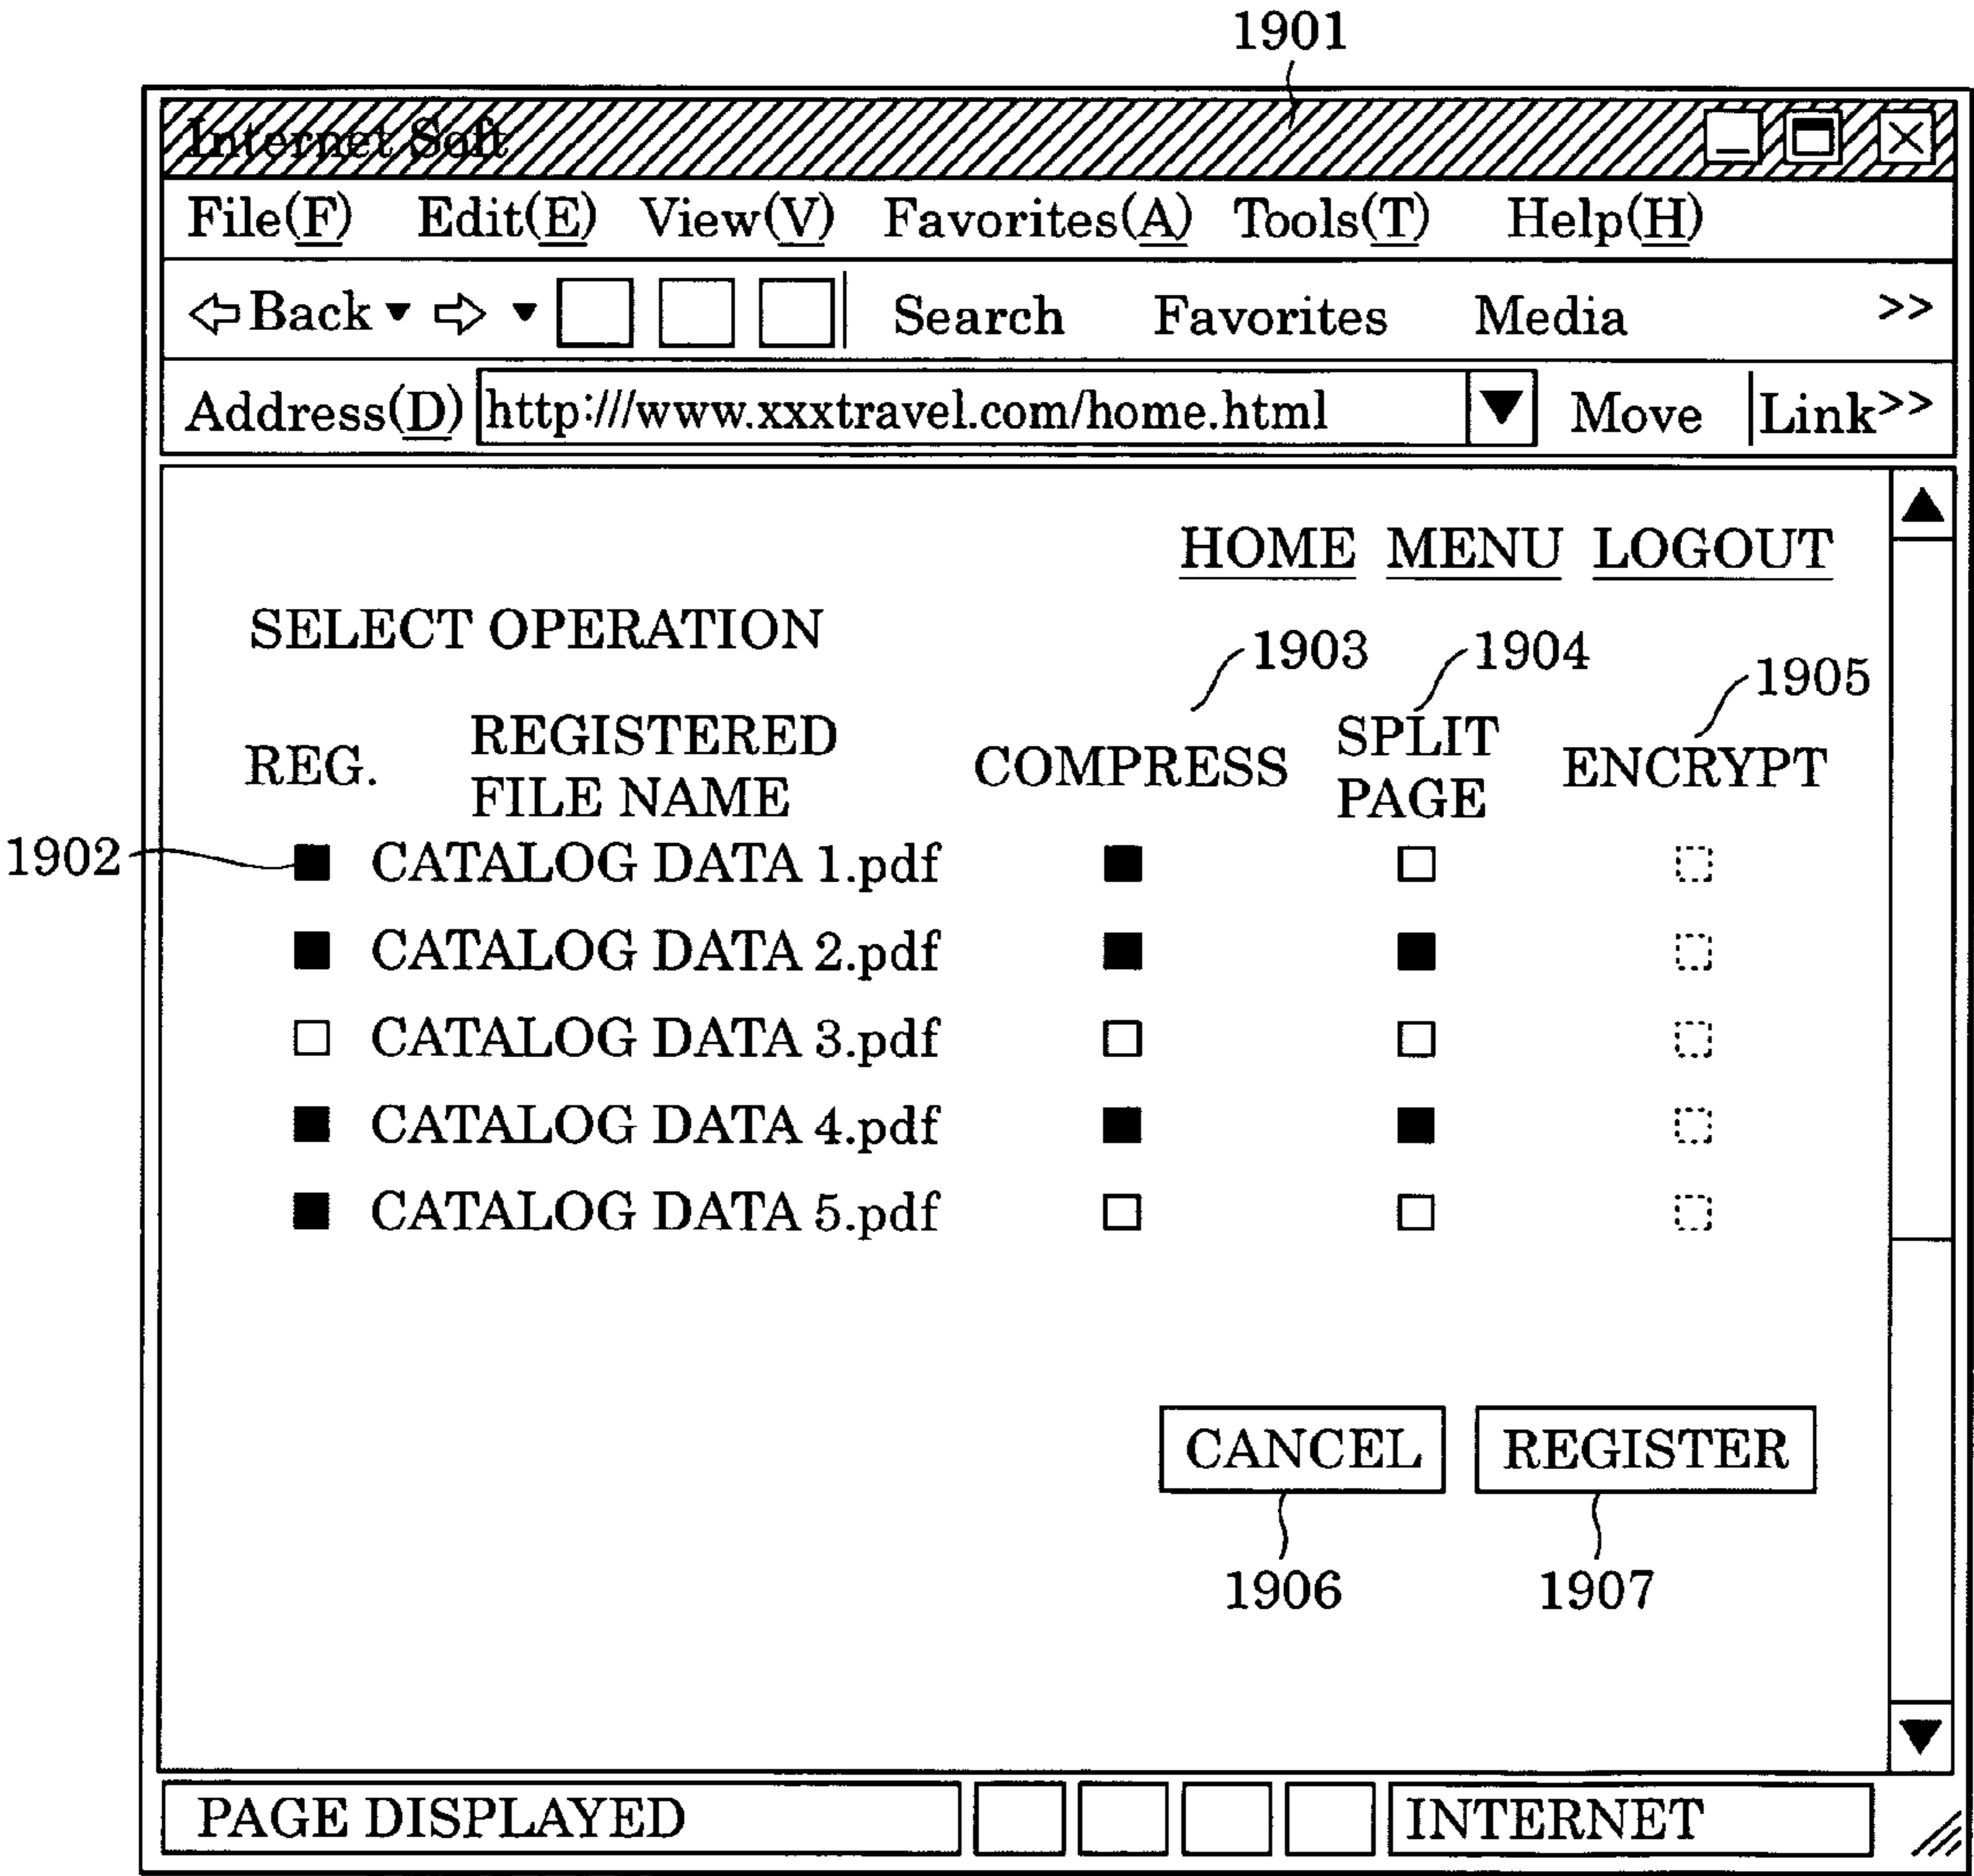 1901
Internet Soft
File(F) Edit(E) View(V) Favorites(A) Tools(T) Help(H)
Back Search Favorites Media >>
Address(D) http:///www.xxxtravel.com/home.html Move Link>>
HOME MENU LOGOUT
SELECT OPERATION
1903 1904 1905
REG. REGISTERED FILE NAME COMPRESS SPLIT PAGE ENCRYPT
1902
CATALOG DATA 1.pdf
CATALOG DATA 2.pdf
CATALOG DATA 3.pdf
CATALOG DATA 4.pdf
CATALOG DATA 5.pdf
CANCEL REGISTER
1906 1907
PAGE DISPLAYED INTERNET